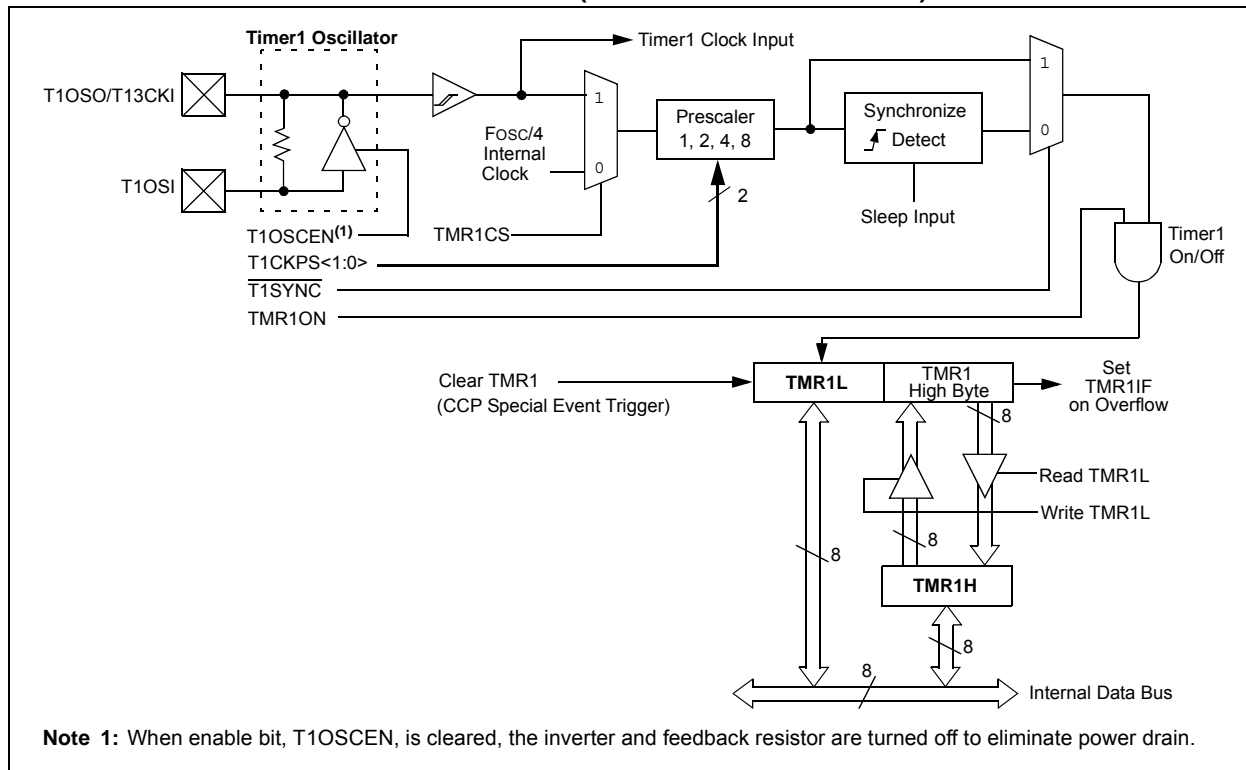 Timer1 Oscillator
Timer1 Clock Input
T1OSO/T13CKI
T1OSI
1
FOSC/4
Internal
Clock
0
Prescaler
1, 2, 4, 8
2
Synchronize
Detect
Sleep Input
1
0
T1OSCEN(1)
TMR1CS
T1CKPS<1:0>
T1SYNC
TMR1ON
Timer1
On/Off
Clear TMR1
(CCP Special Event Trigger)
TMR1L
TMR1
High Byte
Set
TMR1IF
on Overflow
8
Read TMR1L
Write TMR1L
8
8
TMR1H
8
8
Internal Data Bus
Note 1: When enable bit, T1OSCEN, is cleared, the inverter and feedback resistor are turned off to eliminate power drain.